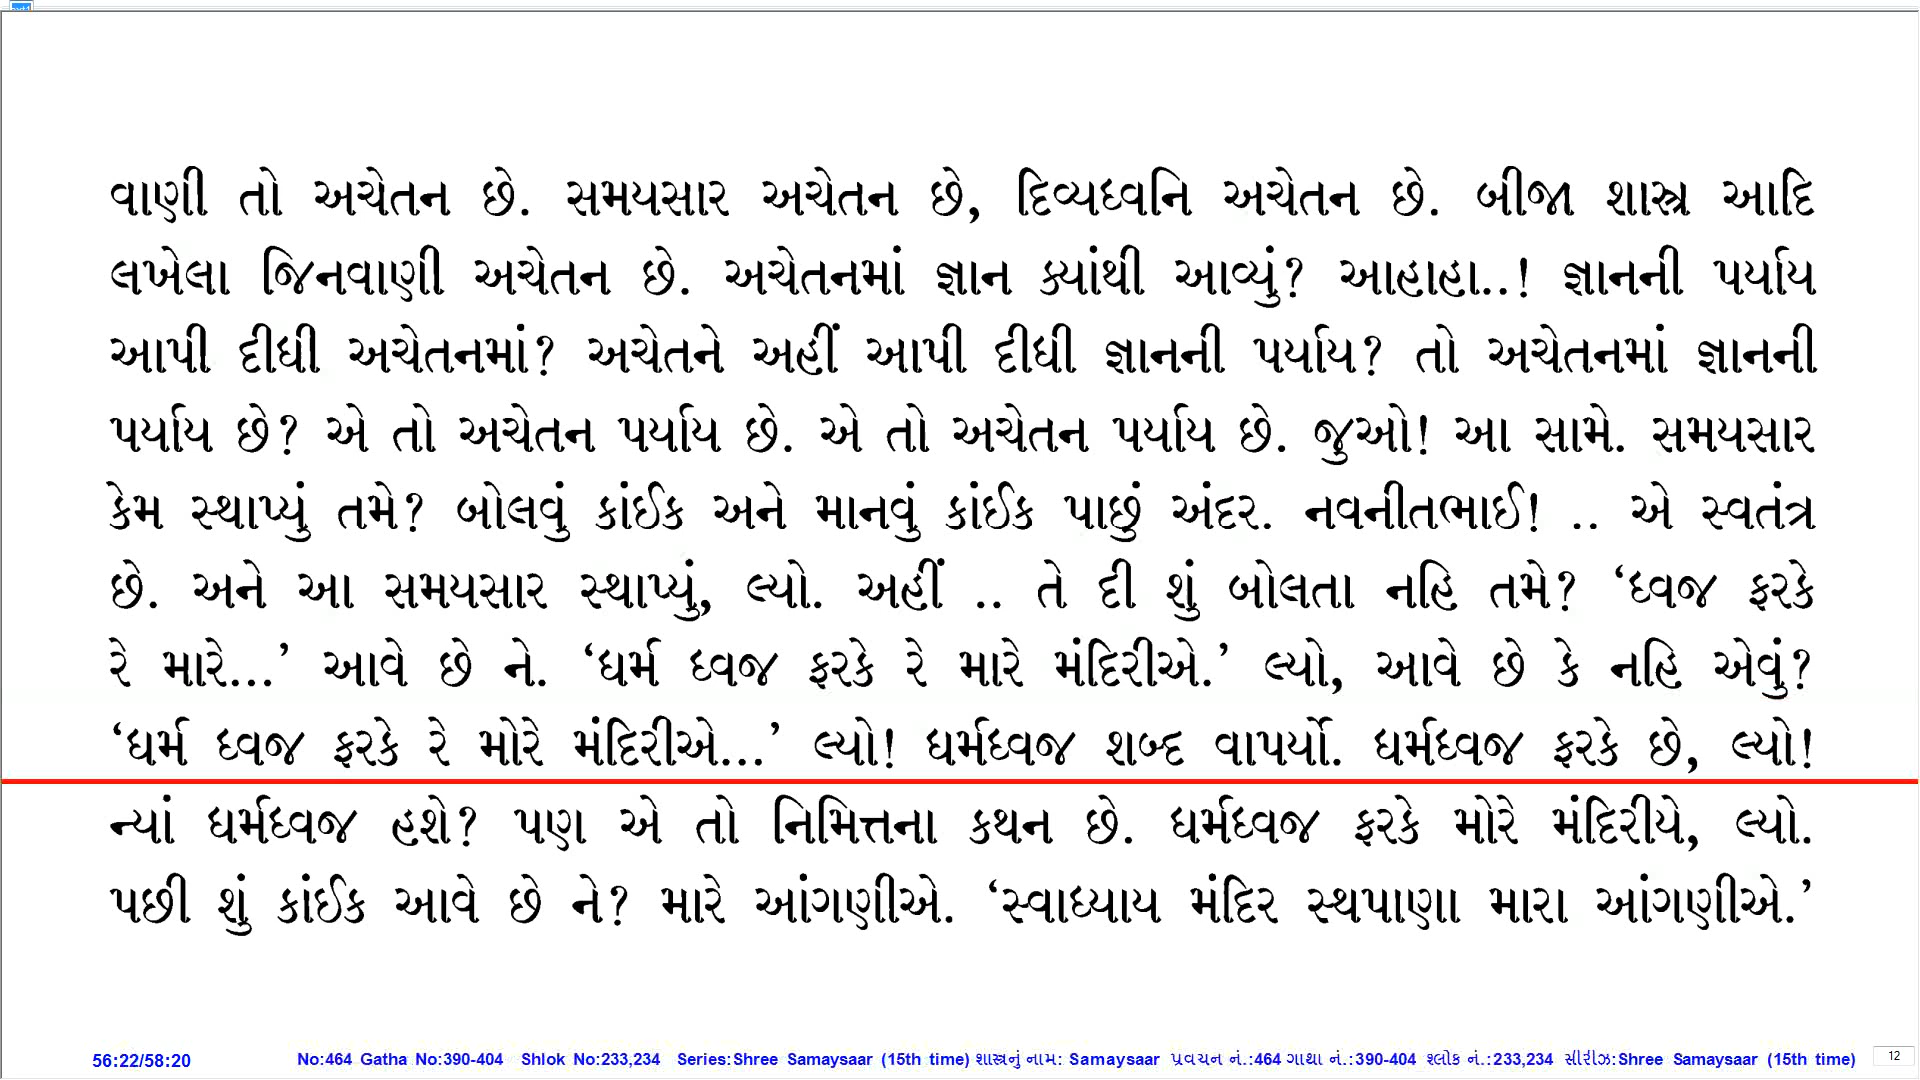 વાણી તો અચેતન છે. સમયસાર અચેતન છે, દિવ્યધ્વનિ અચેતન છે. બીજા શાસ્ત્ર આદિ
લખેલા જિનવાણી અચેતન છે. અચેતનમાં જ્ઞાન ક્યાંથી આવ્યું? આહાહા..! જ્ઞાનની પર્યાય
આપી દીધી અચેતનમાં? અચેતને અહીં આપી દીધી જ્ઞાનની પર્યાય? તો અચેતનમાં જ્ઞાનની
પર્યાય છે? એ તો અચેતન પર્યાય છે. એ તો અચેતન પર્યાય છે. જુઓ! આ સામે. સમયસાર
કેમ સ્થાપ્યું તમે? બોલવું કાંઈક અને માનવું કાંઈક પાછું અંદર. નવનીતભાઈ! .. એ સ્વતંત્ર
છે. અને આ સમયસાર સ્થાપ્યું, લ્યો. અહીં .. તે દી શું બોલતા નહિ તમે? ‘ધ્વજ ફરકે
રે મારે...’ આવે છે ને. ‘ધર્મ ધ્વજ ફરકે રે મારે મંદિરીએ.’ લ્યો, આવે છે કે નહિ એવું?
‘ધર્મ ધ્વજ ફરકે રે મોરે મંદિરીએ...’ લ્યો! ધર્મધ્વજ શબ્દ વાપર્યો. ધર્મધ્વજ ફરકે છે, લ્યો!
ન્યાં ધર્મધ્વજ હશે? પણ એ તો નિમિત્તના કથન છે. ધર્મધ્વજ ફરકે મોરે મંદિરીયે, લ્યો.
પછી શું કાંઈક આવે છે ને? મારે આંગણીએ. ‘સ્વાધ્યાય મંદિર સ્થપાણા મારા આંગણીએ.’
56:22/58:20 No:464 Gatha No:390-404 Shlok No:233,234 Series:Shree Samaysaar (15th time) શાસ્ત્રનું નામ: Samaysaar પ્રવચન નં.:464 ગાથા નં.:390-404 શ્લોક નં.:233,234 સીરીઝ:Shree Samaysaar (15th time) 12